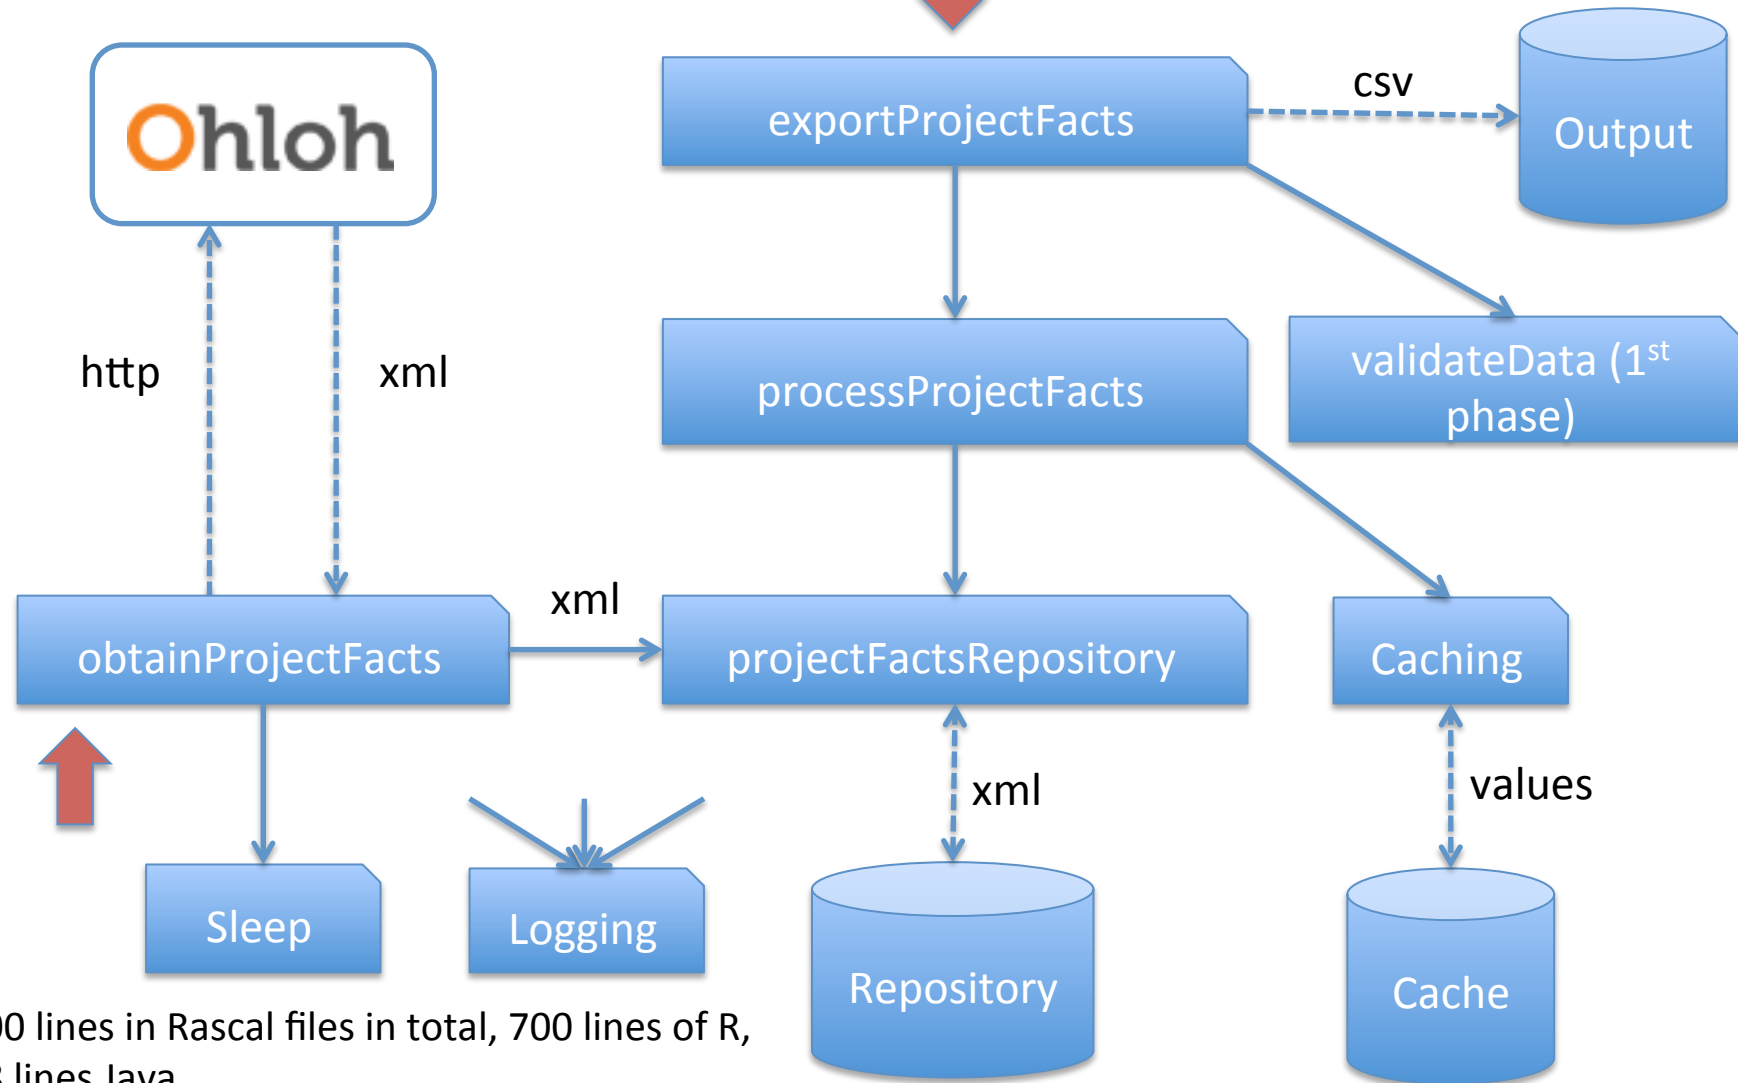 Ohloh
exportProjectFacts
csv
Output
http
xml
processProjectFacts
validateData (1st
phase)
xml
obtainProjectFacts
projectFactsRepository
Caching
xml
values
Sleep
Logging
Repository
Cache
lines in Rascal files in total, 700 lines of R,
lines Java